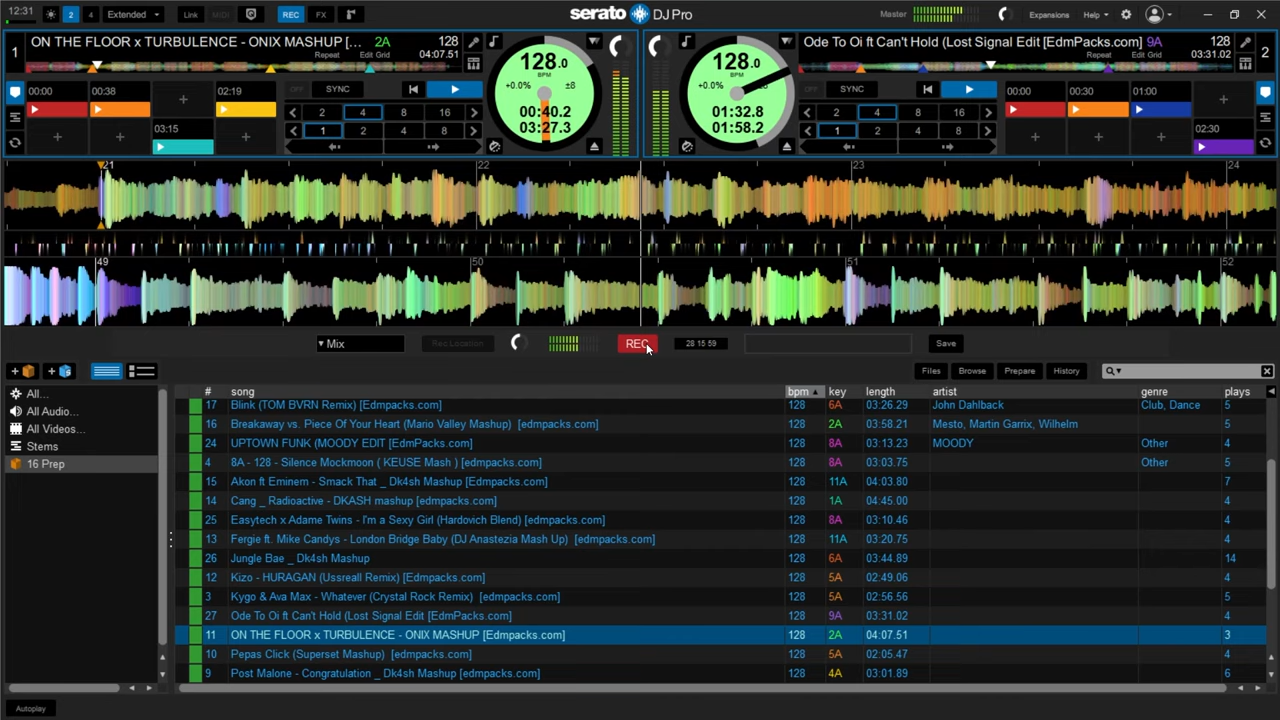 12:31 2 Extended Link MIDI REC FX serato DJ Pro Master Expansions Help
1 ON THE FLOOR x TURBULENCE - ONIX MASHUP [... 2A 128
Repeat Edit Grid 04:07.51
00:00 00:38 02:19
03:15
OFF SYNC
2 4 8 16
1 2 4 8
128.0
BPM
+0.0% ±8
00:40.2
03:27.3
128.0
BPM
+0.0% ±8
01:32.8
01:58.2
Ode To Oi ft Can't Hold (Lost Signal Edit [EdmPacks.com] 9A 128 2
Repeat Edit Grid 03:31.02
OFF SYNC
2 4 8 16
1 2 4 8
00:00 00:30 01:00
02:30
21 22 23 24
49 50 51 52
Mix Rec Location REC 28 15 59 Save
Files Browse Prepare History
All...
All Audio...
All Videos...
Stems
16 Prep
# song bpm key length artist genre plays
17 Blink (TOM BVRN Remix) [Edmpacks.com] 128 6A 03:26.29 John Dahlback Club, Dance 5
16 Breakaway vs. Piece Of Your Heart (Mario Valley Mashup) [edmpacks.com] 128 2A 03:58.21 Mesto, Martin Garrix, Wilhelm 5
24 UPTOWN FUNK (MOODY EDIT [EdmPacks.com] 128 8A 03:13.23 MOODY Other 4
4 8A - 128 - Silence Mockmoon ( KEUSE Mash ) [edmpacks.com] 128 8A 03:03.75 Other 5
15 Akon ft Eminem - Smack That _ Dk4sh Mashup [Edmpacks.com] 128 11A 04:03.80 7
14 Cang _ Radioactive - DKASH mashup [edmpacks.com] 128 1A 04:45.00 4
25 Easytech x Adame Twins - I'm a Sexy Girl (Hardovich Blend) [edmpacks.com] 128 8A 03:10.46 4
13 Fergie ft. Mike Candys - London Bridge Baby (DJ Anastezia Mash Up) [edmpacks.com] 128 11A 03:20.75 4
26 Jungle Bae _ Dk4sh Mashup 128 6A 03:44.89 14
12 Kizo - HURAGAN (Ussreall Remix) [Edmpacks.com] 128 5A 02:49.06 4
3 Kygo & Ava Max - Whatever (Crystal Rock Remix) [edmpacks.com] 128 5A 02:56.56 5
27 Ode To Oi ft Can't Hold (Lost Signal Edit [EdmPacks.com] 128 9A 03:31.02 4
11 ON THE FLOOR x TURBULENCE - ONIX MASHUP [Edmpacks.com] 128 2A 04:07.51 3
10 Pepas Click (Superset Mashup) [edmpacks.com] 128 5A 02:05.47 4
9 Post Malone - Congratulation _ Dk4sh Mashup [Edmpacks.com] 128 4A 03:01.89 6
Autoplay